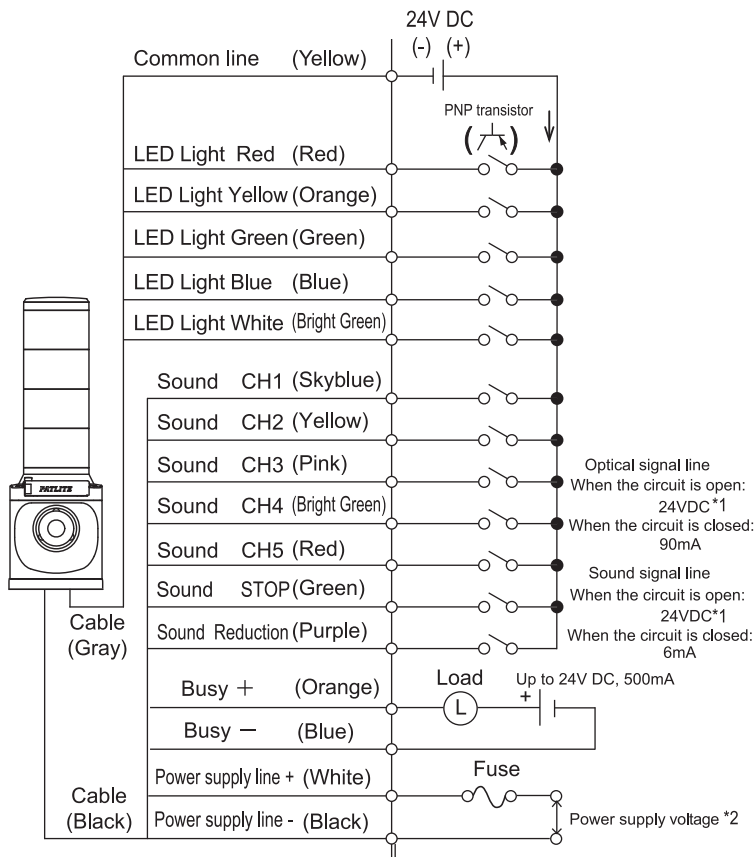 24V DC
(-) (+)
Common line (Yellow)
PNP transistor
( )
LED Light Red (Red)
LED Light Yellow (Orange)
LED Light Green (Green)
LED Light Blue (Blue)
LED Light White (Bright Green)
Sound CH1 (Skyblue)
Sound CH2 (Yellow)
Sound CH3 (Pink)
Sound CH4 (Bright Green)
Sound CH5 (Red)
Sound STOP (Green)
Sound Reduction (Purple)
Optical signal line
When the circuit is open:
24VDC*1
When the circuit is closed:
90mA
Sound signal line
When the circuit is open:
24VDC*1
When the circuit is closed:
6mA
PATLITE
Cable
(Gray)
Busy + (Orange)
Load
L
Up to 24V DC, 500mA
+
Busy − (Blue)
Power supply line + (White)
Fuse
Cable
(Black)
Power supply line - (Black)
Power supply voltage *2